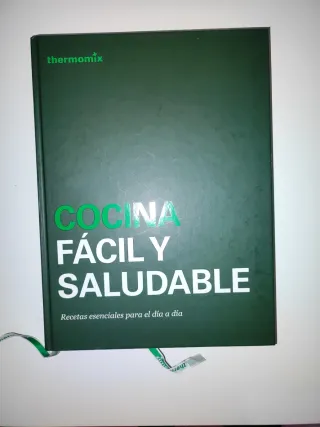 thermomix
COCINA
FÁCIL Y
SALUDABLE
Recetas esenciales para el día a día